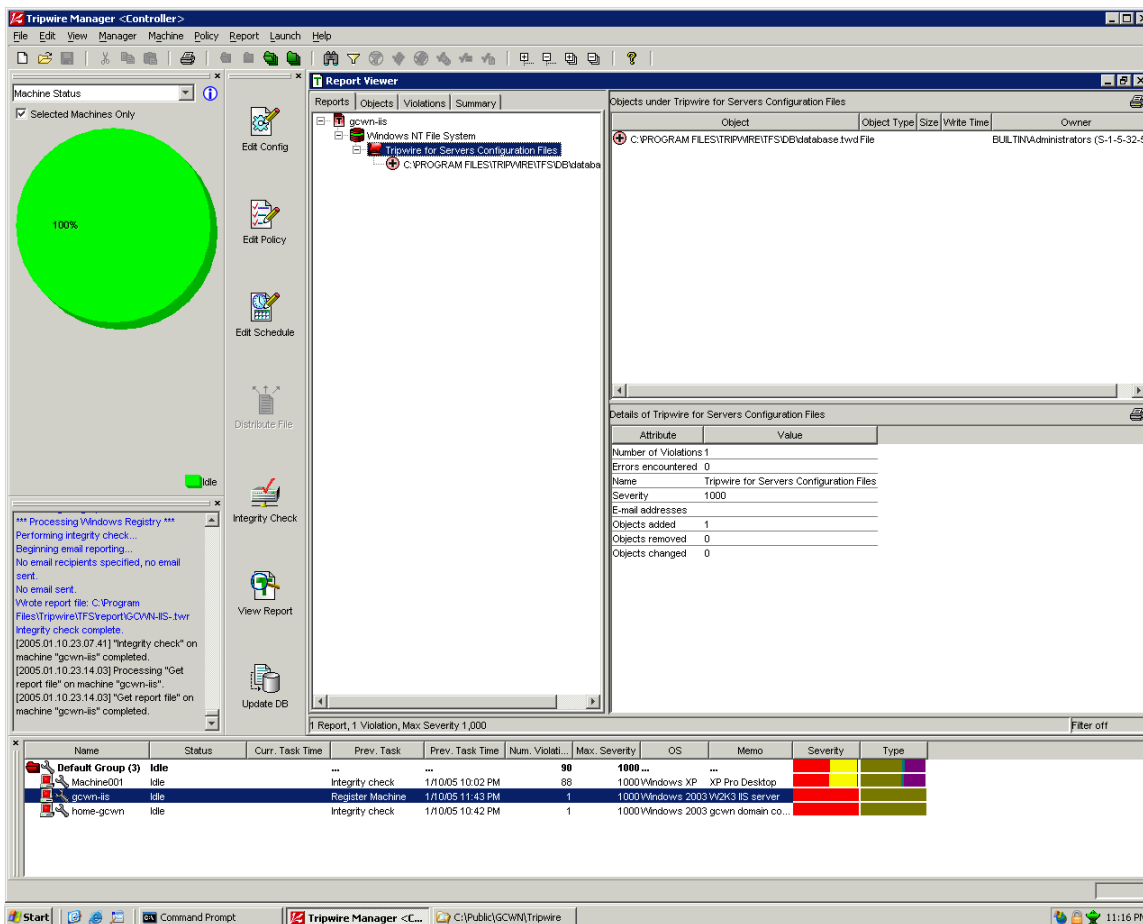 Tripwire Manager <Controller>
File Edit View Manager Machine Policy Report Launch Help
Machine Status
Selected Machines Only
100%
Idle
*** Processing Windows Registry ***
Performing integrity check...
Beginning email reporting...
No email recipients specified, no email
sent.
No email sent.
Wrote report file: C:\Program
Files\Tripwire\TFS\report\GCWN-IIS-.twr
Integrity check complete.
[2005.01.10.23.07.41] "Integrity check" on
machine "gcwn-iis" completed.
[2005.01.10.23.14.03] Processing "Get
report file" on machine "gcwn-iis".
[2005.01.10.23.14.03] "Get report file" on
machine "gcwn-iis" completed.
Edit Config
Edit Policy
Edit Schedule
Distribute File
Integrity Check
View Report
Update DB
Report Viewer
Reports Objects Violations Summary
gcwn-iis
Windows NT File System
Tripwire for Servers Configuration Files
C:\PROGRAM FILES\TRIPWIRE\TFS\DB\databa
Objects under Tripwire for Servers Configuration Files
Object Object Type Size Write Time Owner
C:\PROGRAM FILES\TRIPWIRE\TFS\DB\database.twd File BUILTIN\Administrators (S-1-5-32-5
Details of Tripwire for Servers Configuration Files
Attribute Value
Number of Violations 1
Errors encountered 0
Name Tripwire for Servers Configuration Files
Severity 1000
E-mail addresses
Objects added 1
Objects removed 0
Objects changed 0
1 Report, 1 Violation, Max Severity 1,000 Filter off
Name Status Curr. Task Time Prev. Task Prev. Task Time Num. Violati... Max. Severity OS Memo Severity Type
Default Group (3) Idle ... ... 90 1000 ... ...
Machine001 Idle Integrity check 1/10/05 10:02 PM 88 1000 Windows XP XP Pro Desktop
gcwn-iis Idle Register Machine 1/10/05 11:43 PM 1 1000 Windows 2003 W2K3 IIS server
home-gcwn Idle Integrity check 1/10/05 10:42 PM 1 1000 Windows 2003 gcwn domain co...
Start Command Prompt Tripwire Manager <C... C:\Public\GCWN\Tripwire 11:16 PM